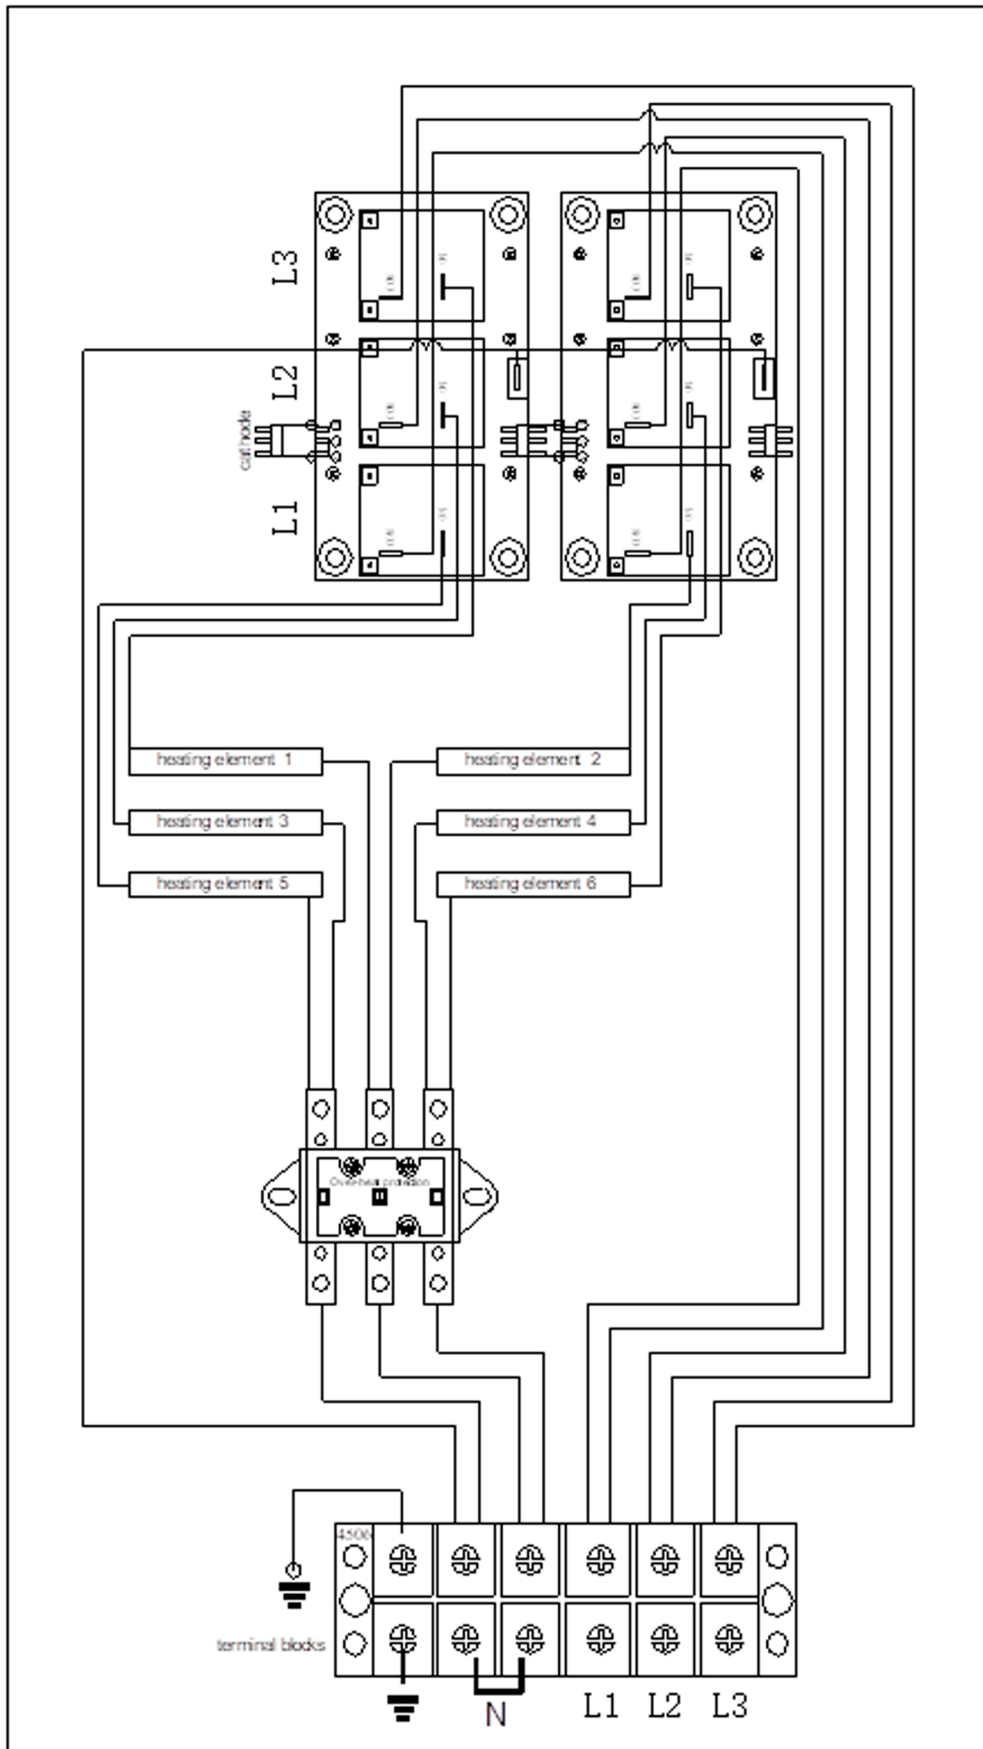 L3
L2
cathode
L1
heating element 1
heating element 2
heating element 3
heating element 4
heating element 5
heating element 6
Over-heat protection
4506
terminal blocks
N
L1
L2
L3